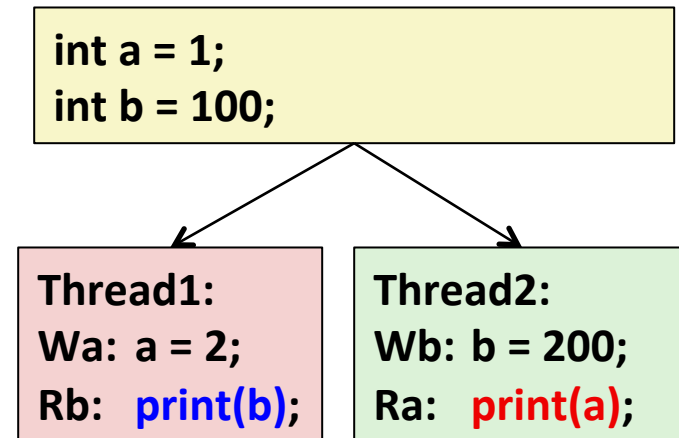 int a = 1;
int b = 100;
Thread1:
Wa: a = 2;
Rb: print(b);
Thread2:
Wb: b = 200;
Ra: print(a);